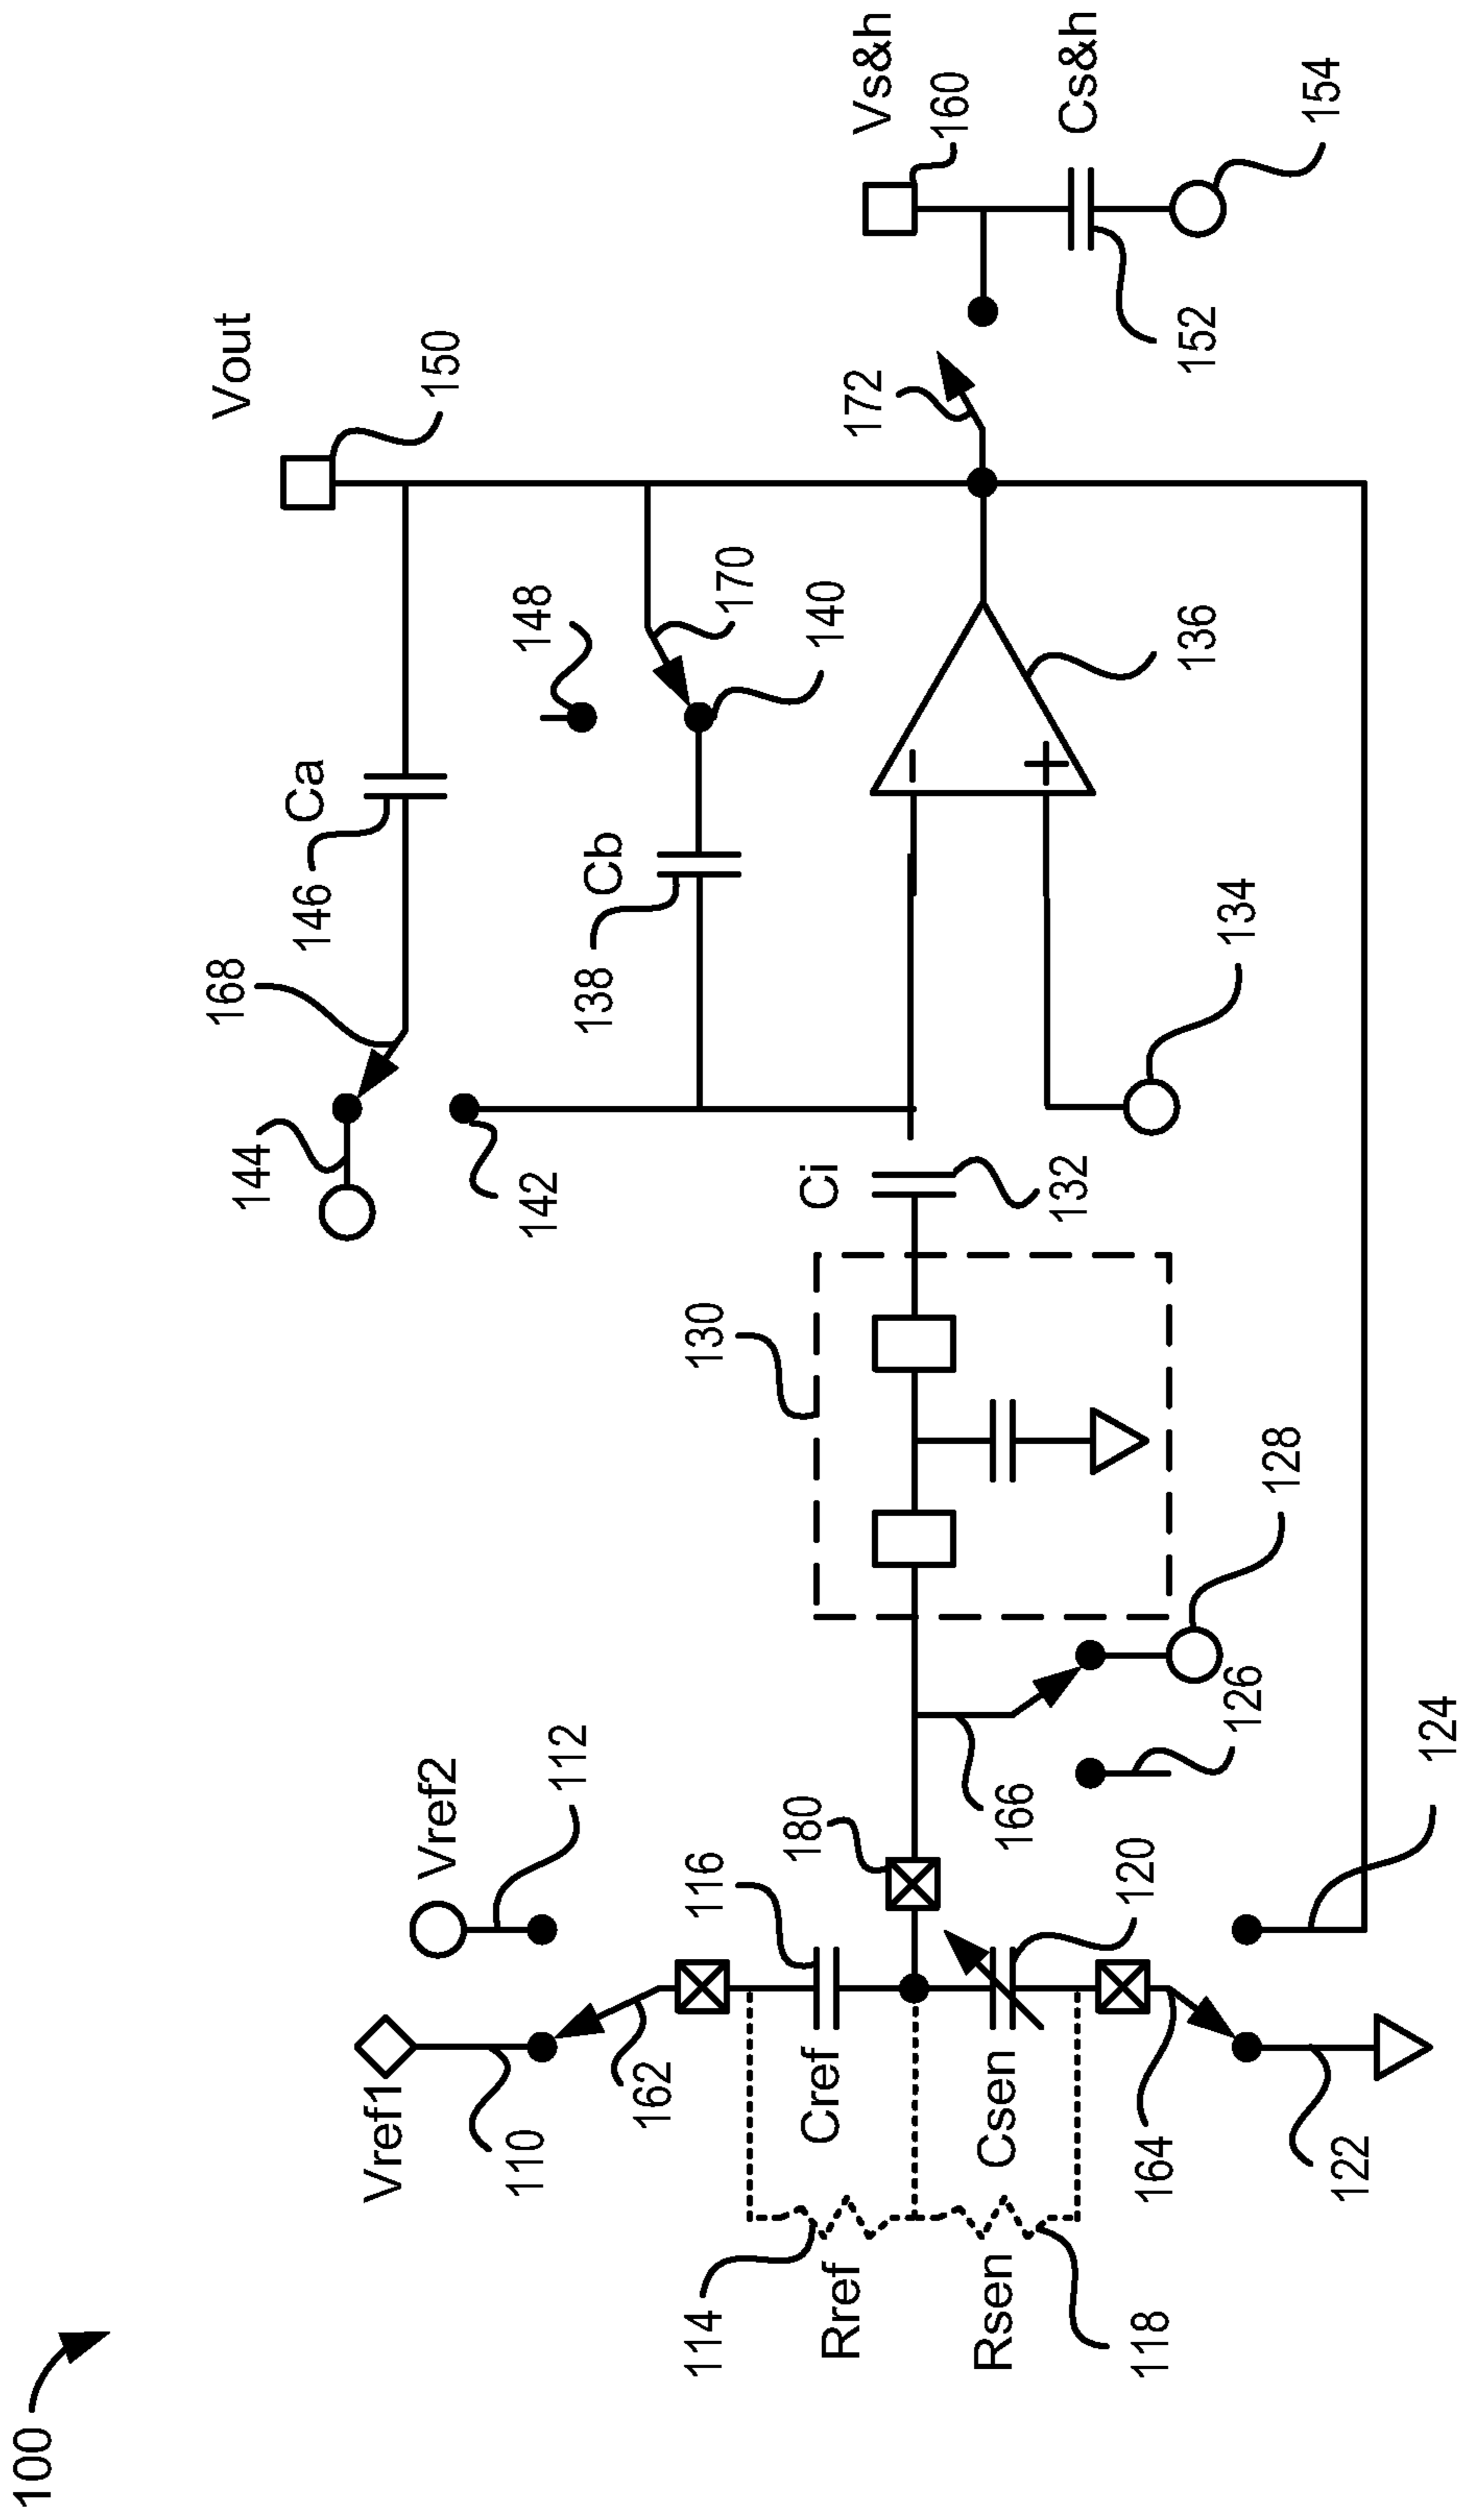 100
Vout
150
168
146
Ca
144
148
142
138
Cb
170
140
172
Vs&h
160
Cs&h
152
154
Vref1
110
Vref2
112
162
130
Ci
132
−
+
136
134
116
180
166
126
128
114
Rref
Cref
Rsen
Csen
118
120
164
122
124